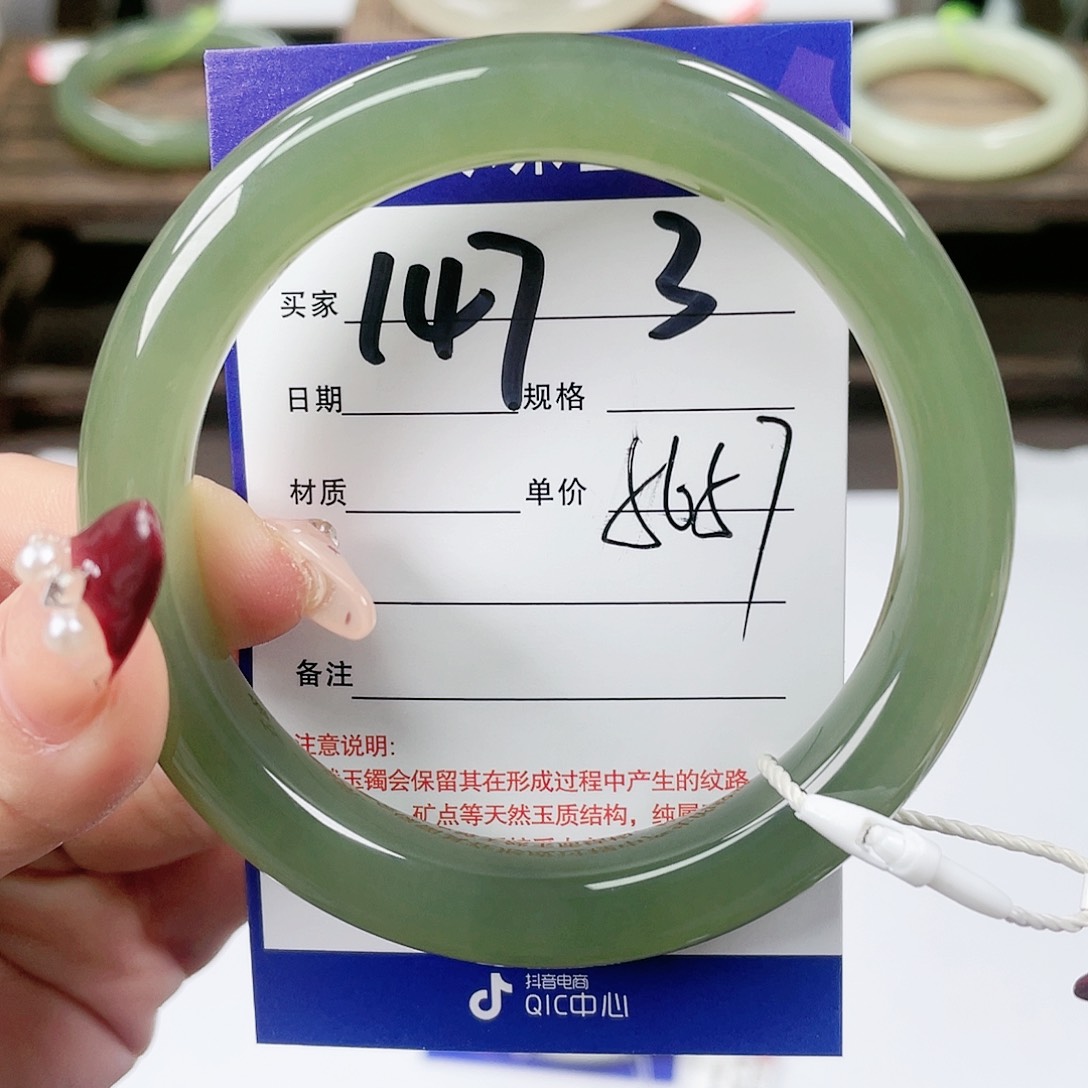 买家 147 3
日期 规格
材质 单价
备注
注意说明:
玉镯会保留其在形成过程中产生的纹路
矿点等天然玉质结构，纯属
抖音电商
QIC中心